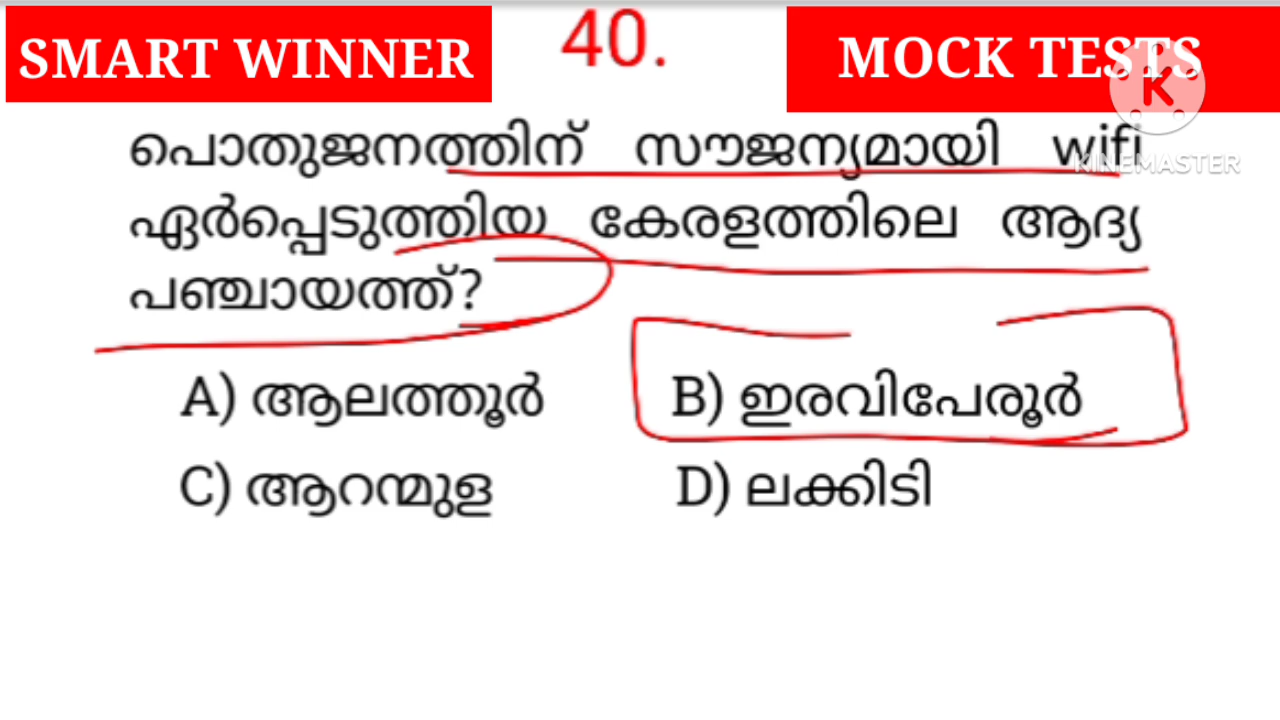 SMART WINNER 40. MOCK TESTS
K
KINEMASTER
പൊതുജനത്തിന് സൗജന്യമായി wifi
ഏർപ്പെടുത്തിയ കേരളത്തിലെ ആദ്യ
പഞ്ചായത്ത്?
A) ആലത്തൂർ B) ഇരവിപേരൂർ
C) ആറന്മുള D) ലക്കിടി